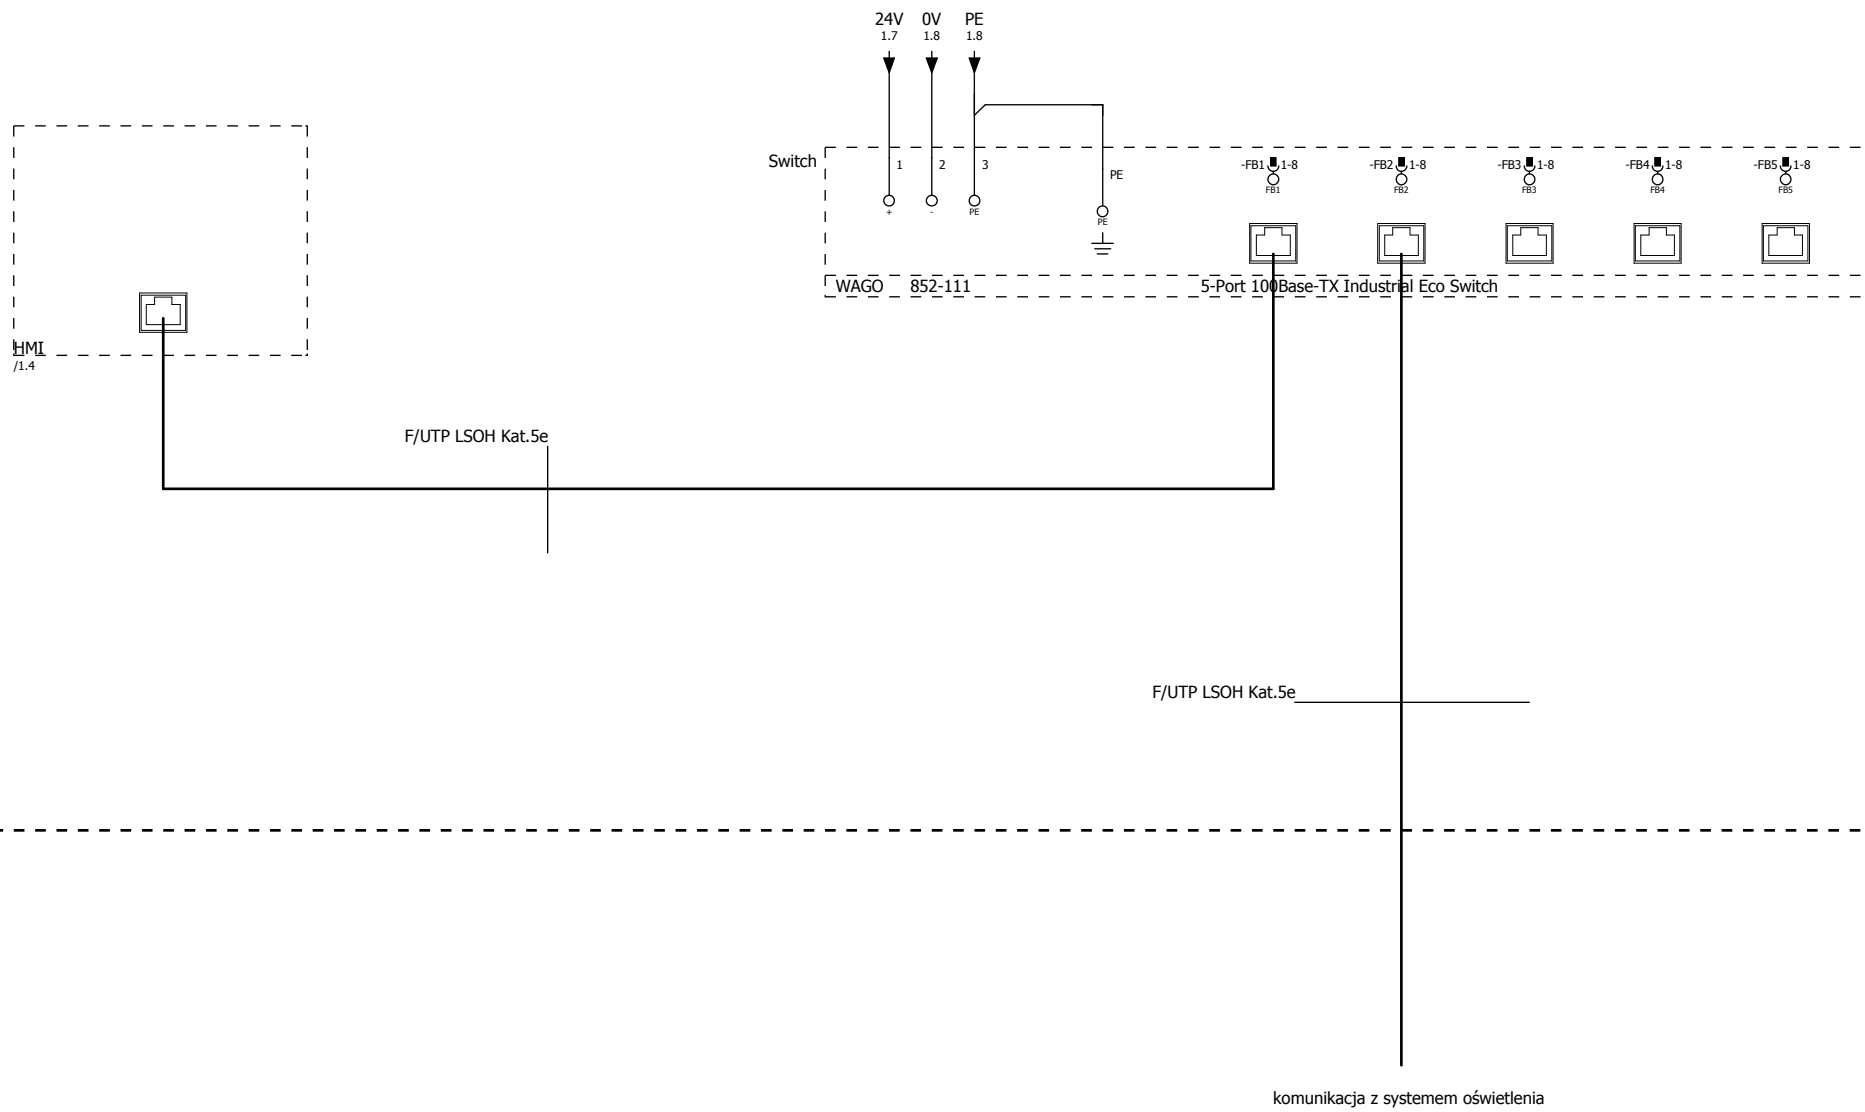 24V 0V PE
1.7 1.8 1.8
Switch 1 2 3 PE -FB1 1-8 -FB2 1-8 -FB3 1-8 -FB4 1-8 -FB5 1-8
FB1 FB2 FB3 FB4 FB5
+ - PE PE
WAGO 852-111 5-Port 100Base-TX Industrial Eco Switch
HMI
/1.4
F/UTP LSOH Kat.5e
F/UTP LSOH Kat.5e
komunikacja z systemem oświetlenia